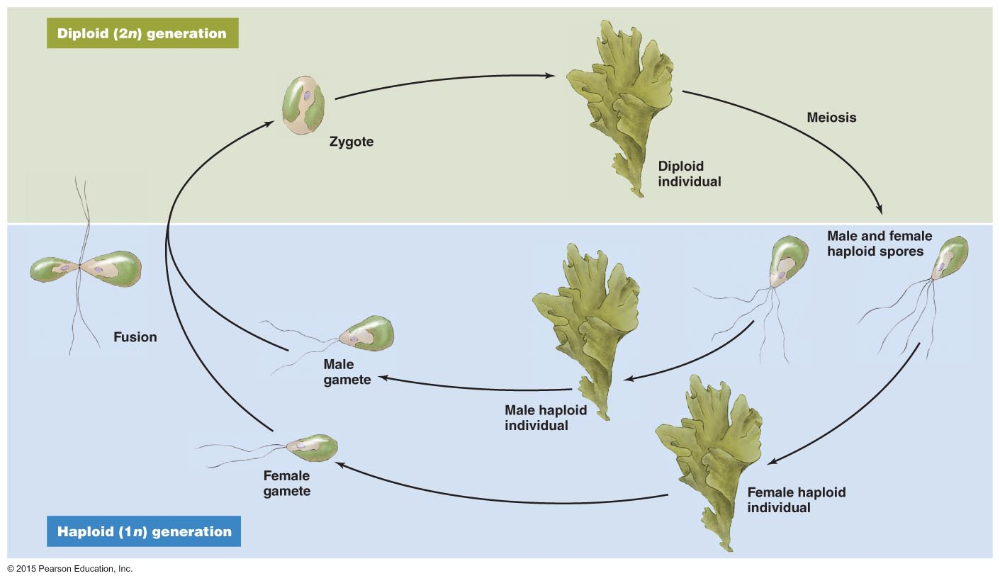 Diploid (2n) generation
Zygote
Diploid
individual
Meiosis
Male and female
haploid spores
Fusion
Male
gamete
Male haploid
individual
Female
gamete
Female haploid
individual
Haploid (1n) generation
© 2015 Pearson Education, Inc.